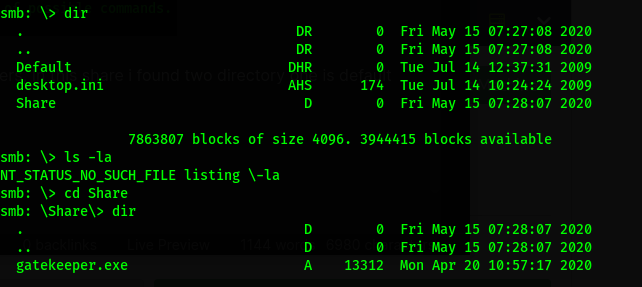 commands.
smb: \> dir
. DR 0 Fri May 15 07:27:08 2020
.. DR 0 Fri May 15 07:27:08 2020
Default DHR 0 Tue Jul 14 12:37:31 2009
desktop.ini AHS 174 Tue Jul 14 10:24:24 2009
Share D 0 Fri May 15 07:28:07 2020
7863807 blocks of size 4096. 3944415 blocks available
smb: \> ls -la
NT_STATUS_NO_SUCH_FILE listing \-la
smb: \> cd Share
smb: \Share\> dir
. D 0 Fri May 15 07:28:07 2020
.. D 0 Fri May 15 07:28:07 2020
gatekeeper.exe A 13312 Mon Apr 20 10:57:17 2020